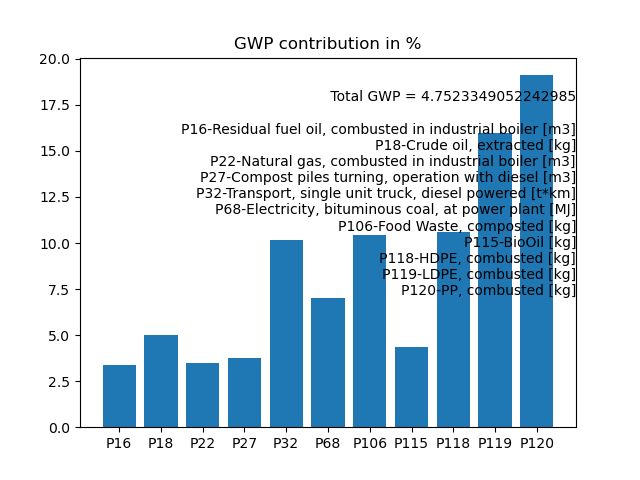 GWP contribution in %
20.0
17.5
15.0
12.5
10.0
7.5
5.0
2.5
0.0
Total GWP = 4.7523349052242985
P16-Residual fuel oil, combusted in industrial boiler [m3]
P18-Crude oil, extracted [kg]
P22-Natural gas, combusted in industrial boiler [m3]
P27-Compost piles turning, operation with diesel [m3]
P32-Transport, single unit truck, diesel powered [t*km]
P68-Electricity, bituminous coal, at power plant [MJ]
P106-Food Waste, composted [kg]
P115-BioOil [kg]
P118-HDPE, combusted [kg]
P119-LDPE, combusted [kg]
P120-PP, combusted [kg]
P16 P18 P22 P27 P32 P68 P106 P115 P118 P119 P120